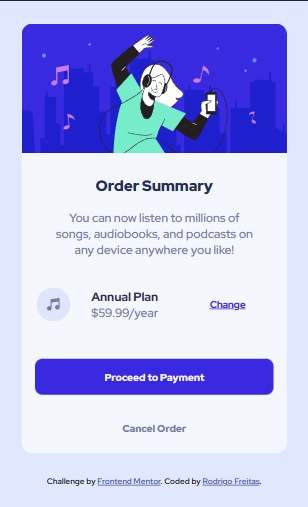 Order Summary
You can now listen to millions of
songs, audiobooks, and podcasts on
any device anywhere you like!
Annual Plan
$59.99/year
Change
Proceed to Payment
Cancel Order
Challenge by Frontend Mentor. Coded by Rodrigo Freitas.